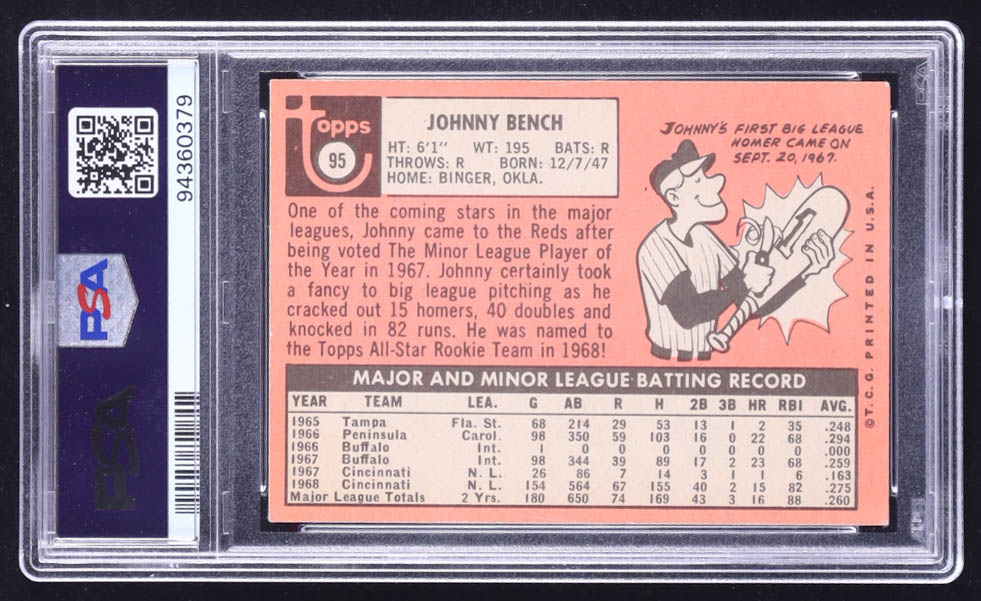 PSA
94360379
PSA
topps
95
JOHNNY BENCH
HT: 6'1" WT: 195 BATS: R
THROWS: R BORN: 12/7/47
HOME: BINGER, OKLA.
One of the coming stars in the major
leagues, Johnny came to the Reds after
being voted The Minor League Player of
the Year in 1967. Johnny certainly took
a fancy to big league pitching as he
cracked out 15 homers, 40 doubles and
knocked in 82 runs. He was named to
the Topps All-Star Rookie Team in 1968!
JOHNNY'S FIRST BIG LEAGUE
HOMER CAME ON
SEPT. 20, 1967.
1
©T.C.G. PRINTED IN U.S.A.
MAJOR AND MINOR LEAGUE BATTING RECORD
YEAR TEAM LEA. G AB R H 2B 3B HR RBI AVG.
1965 Tampa Fla. St. 68 214 29 53 13 1 2 35 .248
1966 Peninsula Carol. 98 350 59 103 16 0 22 68 .294
1966 Buffalo Int. 1 0 0 0 0 0 0 0 .000
1967 Buffalo Int. 98 344 39 89 17 2 23 68 .259
1967 Cincinnati N. L. 26 86 7 14 3 1 1 6 .163
1968 Cincinnati N. L. 154 564 67 155 40 2 15 82 .275
Major League Totals 2 Yrs. 180 650 74 169 43 3 16 88 .260